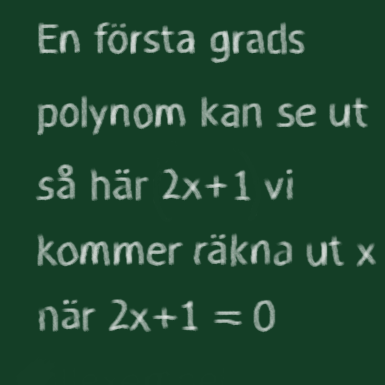 En första grads
polynom kan se ut
så här 2x+1 vi
kommer räkna ut x
när 2x+1 = 0